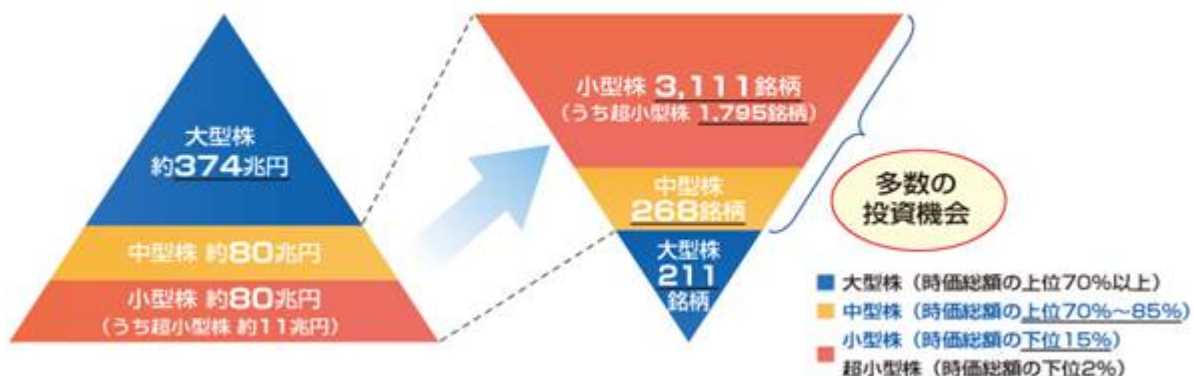 大型株
約374兆円
中型株 約80兆円
小型株 約80兆円
(うち超小型株 約11兆円)
小型株 3,111銘柄
(うち超小型株 1,795銘柄)
中型株
268銘柄
大型株
211
銘柄
多数の
投資機会
大型株(時価総額の上位70%以上)
中型株(時価総額の上位70%~85%)
小型株(時価総額の下位15%)
超小型株(時価総額の下位2%)